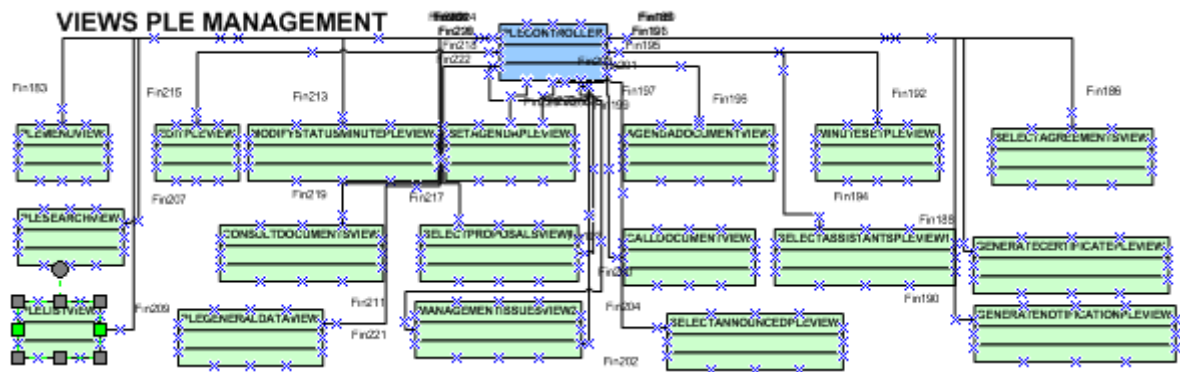 VIEWS PLE MANAGEMENT
PLECONTROLLER
Fin218
Fin222
Fin195
Fin195
Fin197
Fin183
Fin215
Fin213
Fin196
Fin192
Fin186
PLEMENUVIEW
EDITPLEVIEW
MODIFYSTATUSMINUTEPLEVIEW
SETAGENDAPLEVIEW
AGENDADOCUMENTVIEW
MINUTESETPLEVIEW
SELECTAGREEMENTSVIEW
Fin207
Fin219
Fin217
Fin194
Fin188
PLESEARCHVIEW
CONSULTDOCUMENTSVIEW
SELECTPROPOSALSVIEW
CALLDOCUMENTVIEW
SELECTASSISTANTSPLEVIEW
GENERATECERTIFICATEPLEVIEW
Fin209
Fin211
Fin221
Fin204
Fin190
Fin202
PLELISTVIEW
PLEGENERALDATAVIEW
MANAGEMENTISSUESVIEW2
SELECTANNOUNCEDPLEVIEW
GENERATENOTIFICATIONPLEVIEW